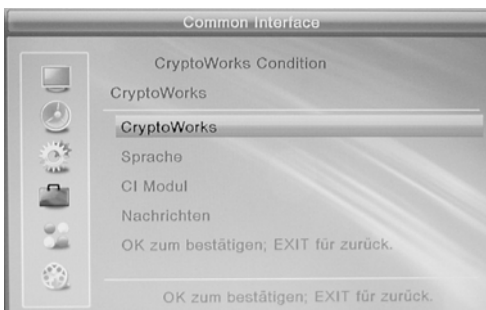 Common Interface
CryptoWorks Condition
CryptoWorks
CryptoWorks
Sprache
CI Modul
Nachrichten
OK zum bestätigen; EXIT für zurück.
OK zum bestätigen; EXIT für zurück.